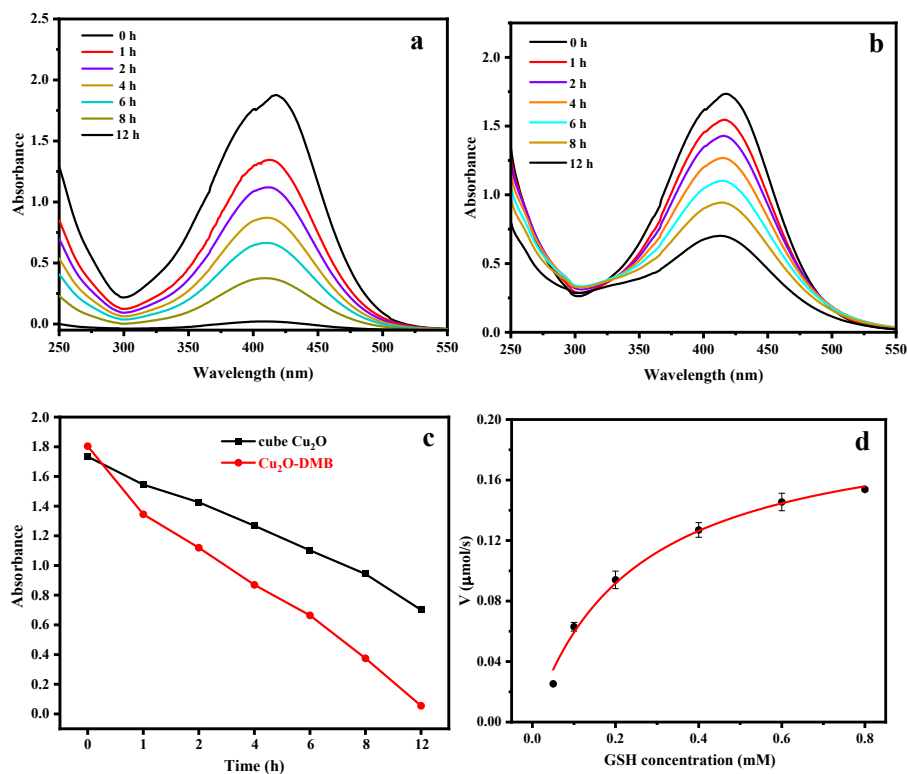 a
2.5
2.0
1.5
1.0
0.5
0.0
0 h
1 h
2 h
4 h
6 h
8 h
12 h
Absorbance
250 300 350 400 450 500 550
Wavelength (nm)
b
2.0
1.5
1.0
0.5
0.0
0 h
1 h
2 h
4 h
6 h
8 h
12 h
Absorbance
250 300 350 400 450 500 550
Wavelength (nm)
c
2.0
1.8
1.6
1.4
1.2
1.0
0.8
0.6
0.4
0.2
0.0
cube Cu₂O
Cu₂O-DMB
Absorbance
0 1 2 4 6 8 12
Time (h)
d
0.20
0.16
0.12
0.08
0.04
0.00
V (μmol/s)
0.0 0.2 0.4 0.6 0.8
GSH concentration (mM)